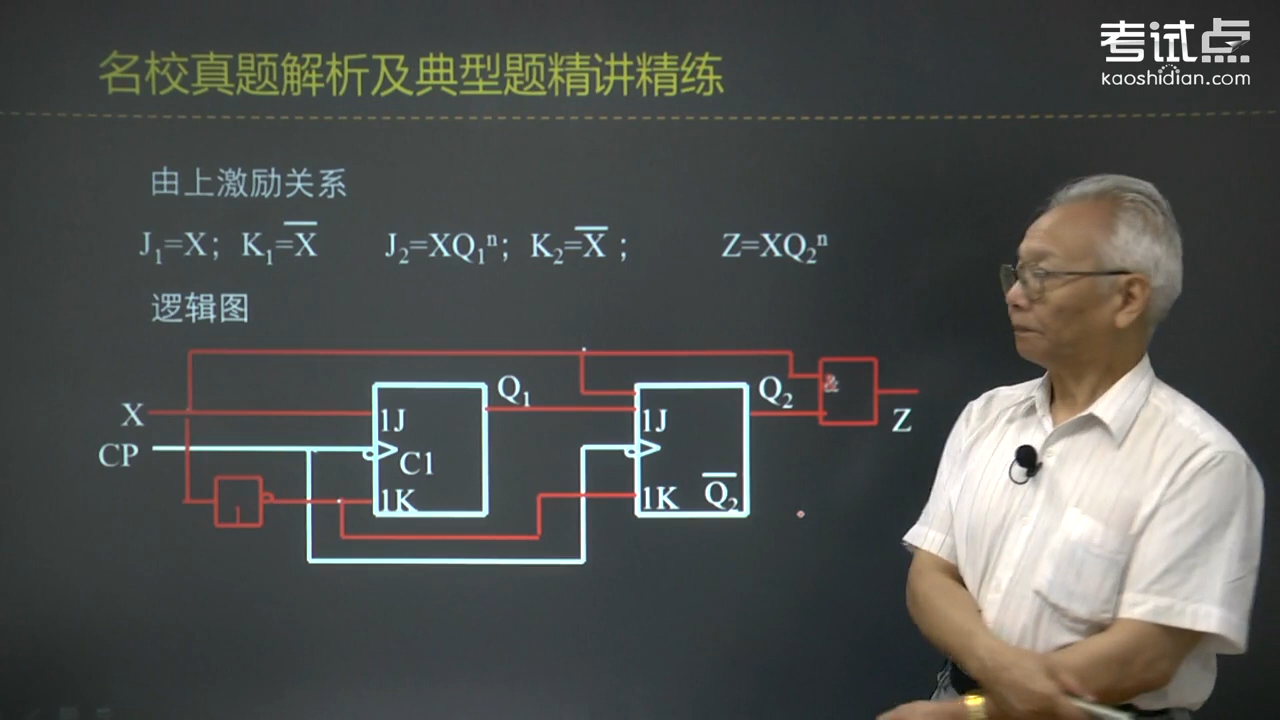 考试点
kaoshidian.com
名校真题解析及典型题精讲精练
由上激励关系
J₁=X; K₁=X̅ J₂=XQ₁ⁿ; K₂=X̅ ; Z=XQ₂ⁿ
逻辑图
X 1J Q₁ 1J Q₂ & Z
CP C1
1 1K 1K Q̅₂